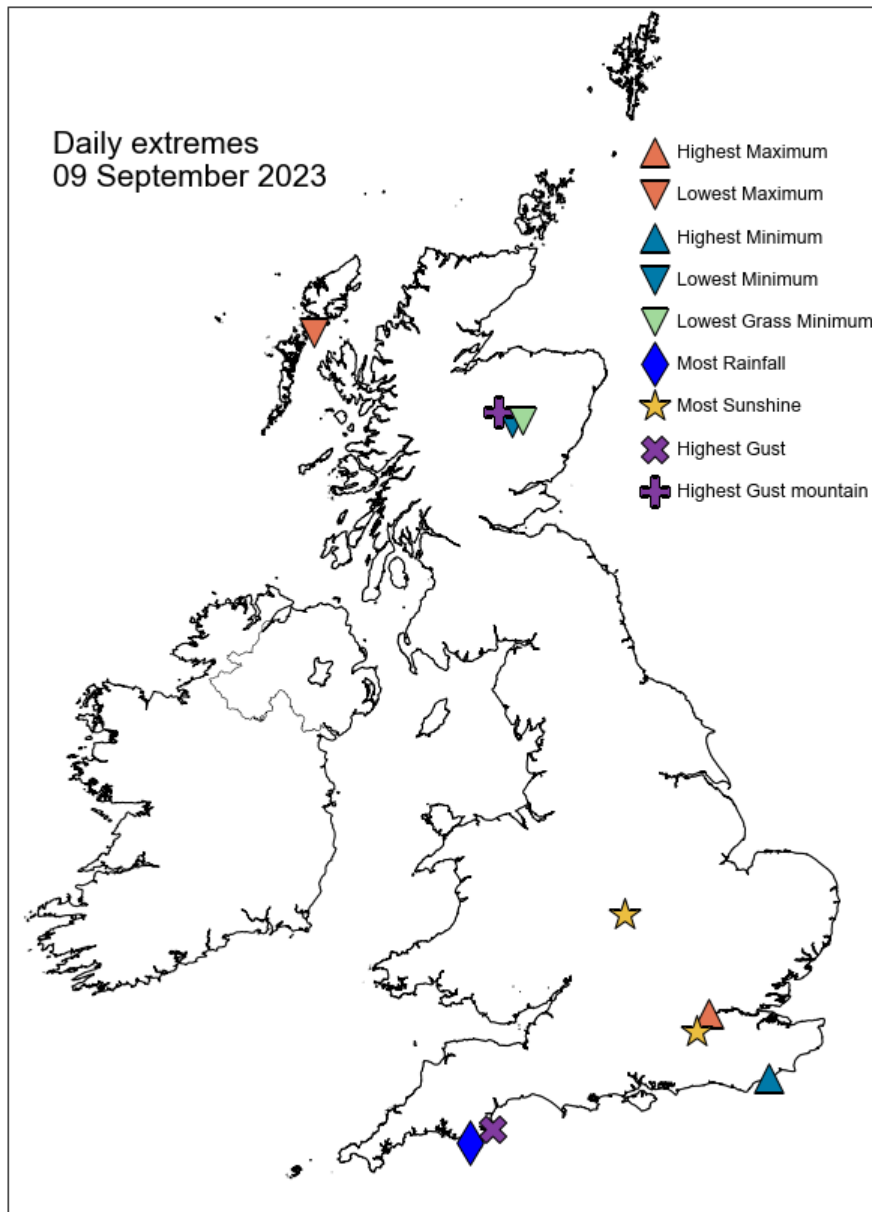 Daily extremes
09 September 2023
Highest Maximum
Lowest Maximum
Highest Minimum
Lowest Minimum
Lowest Grass Minimum
Most Rainfall
Most Sunshine
Highest Gust
Highest Gust mountain